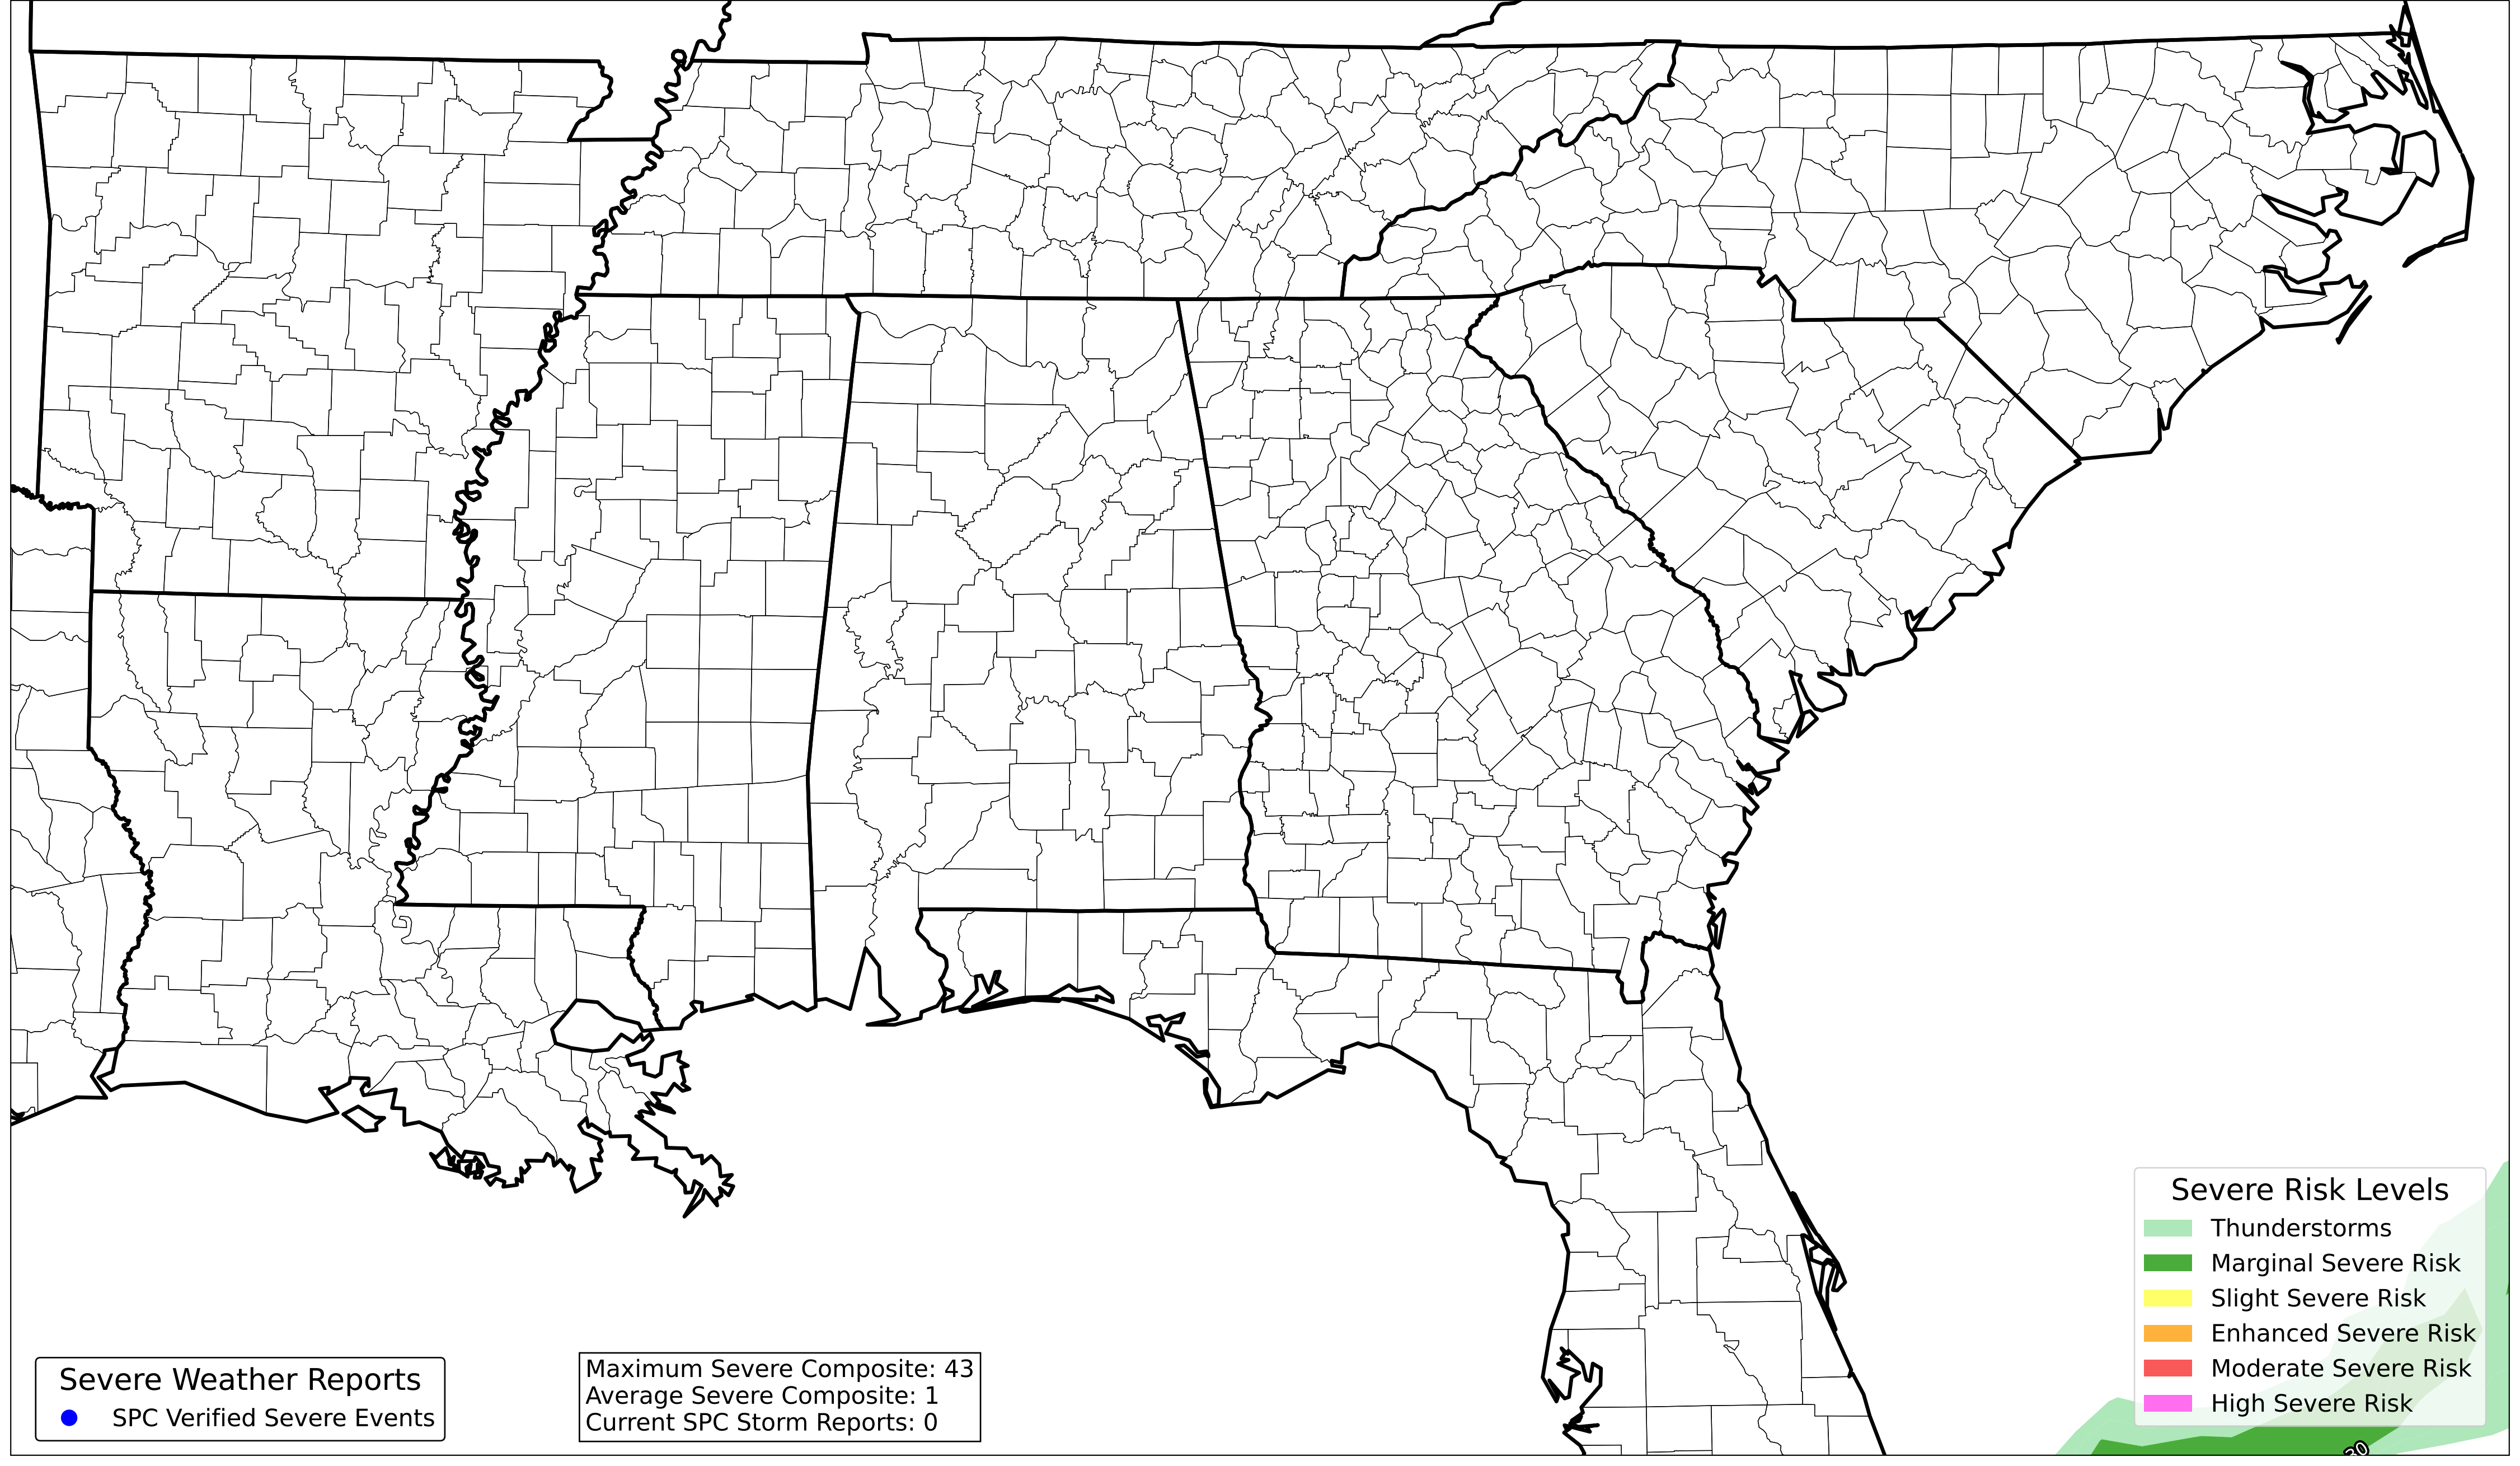 Severe Risk Levels
Thunderstorms
Marginal Severe Risk
Slight Severe Risk
Enhanced Severe Risk
Moderate Severe Risk
High Severe Risk
Severe Weather Reports
SPC Verified Severe Events
Maximum Severe Composite: 43
Average Severe Composite: 1
Current SPC Storm Reports: 0